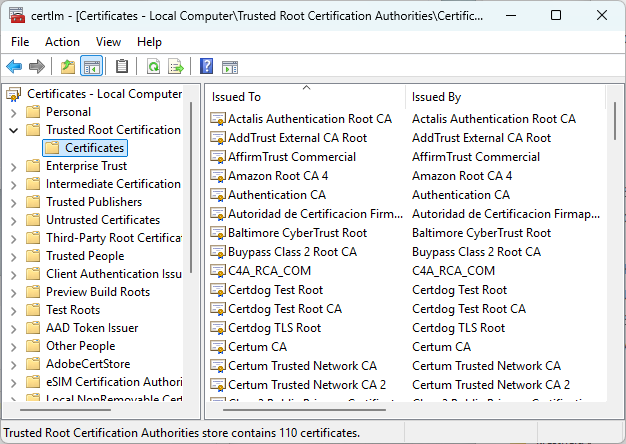 certlm - [Certificates - Local Computer\Trusted Root Certification Authorities\Certific...
File Action View Help
Certificates - Local Computer
Personal
Trusted Root Certification
Certificates
Enterprise Trust
Intermediate Certification
Trusted Publishers
Untrusted Certificates
Third-Party Root Certifica
Trusted People
Client Authentication Issu
Preview Build Roots
Test Roots
AAD Token Issuer
Other People
AdobeCertStore
eSIM Certification Authori
Local NonRemovable Cert
Issued To Issued By
Actalis Authentication Root CA Actalis Authentication Root CA
AddTrust External CA Root AddTrust External CA Root
AffirmTrust Commercial AffirmTrust Commercial
Amazon Root CA 4 Amazon Root CA 4
Authentication CA Authentication CA
Autoridad de Certificacion Firm... Autoridad de Certificacion Firmap...
Baltimore CyberTrust Root Baltimore CyberTrust Root
Buypass Class 2 Root CA Buypass Class 2 Root CA
C4A_RCA_COM C4A_RCA_COM
Certdog Test Root Certdog Test Root
Certdog Test Root CA Certdog Test Root CA
Certdog TLS Root Certdog TLS Root
Certum CA Certum CA
Certum Trusted Network CA Certum Trusted Network CA
Certum Trusted Network CA 2 Certum Trusted Network CA 2
Trusted Root Certification Authorities store contains 110 certificates.